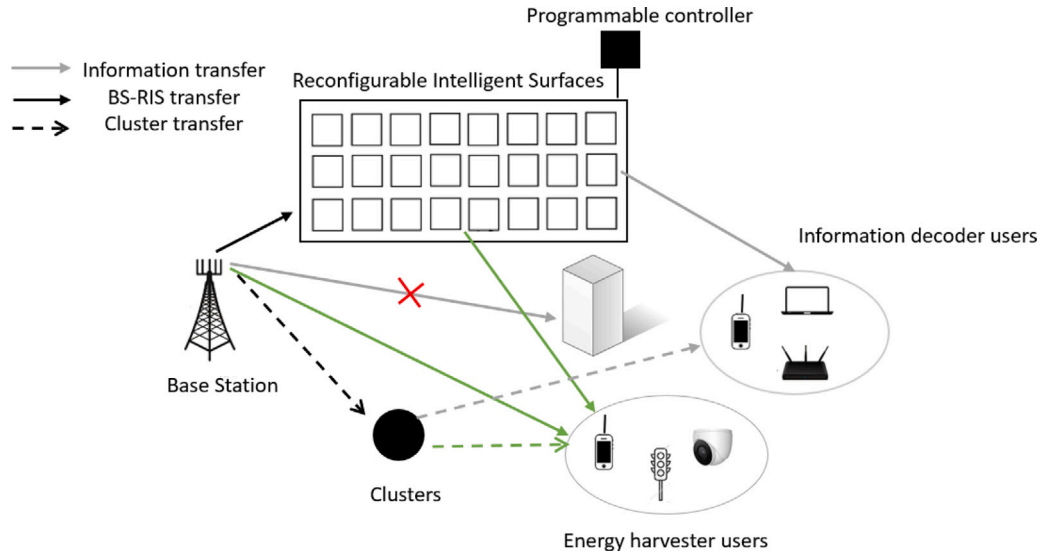 Programmable controller
Information transfer
Reconfigurable Intelligent Surfaces
BS-RIS transfer
Cluster transfer
Information decoder users
Base Station
Clusters
Energy harvester users